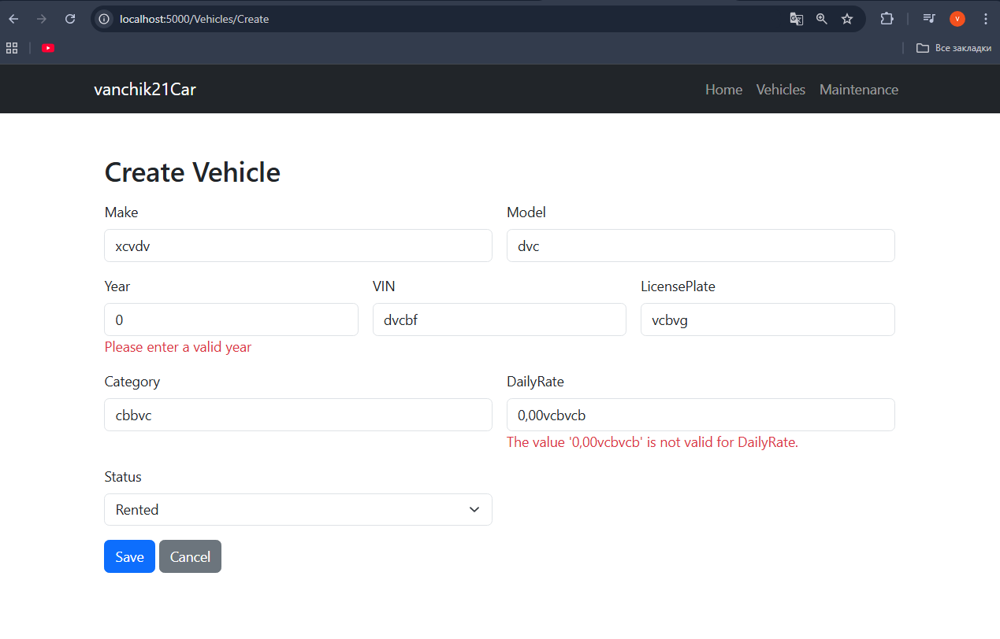 localhost:5000/Vehicles/Create
v
Все закладки
vanchik21Car
Home Vehicles Maintenance
Create Vehicle
Make Model
xcvdv dvc
Year VIN LicensePlate
0 dvcbf vcbvg
Please enter a valid year
Category DailyRate
cbbvc 0,00vcbvcb
The value '0,00vcbvcb' is not valid for DailyRate.
Status
Rented
Save Cancel